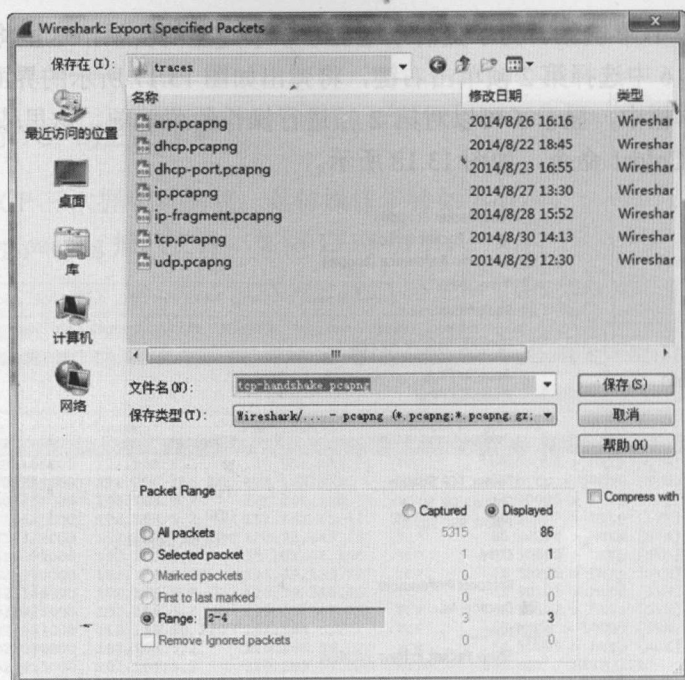 Wireshark: Export Specified Packets
保存在(I):
traces
名称
修改日期
类型
arp.pcapng
2014/8/26 16:16
Wireshar
dhcp.pcapng
2014/8/22 18:45
Wireshar
dhcp-port.pcapng
2014/8/23 16:55
Wireshar
ip.pcapng
2014/8/27 13:30
Wireshar
ip-fragment.pcapng
2014/8/28 15:52
Wireshar
tcp.pcapng
2014/8/30 14:13
Wireshar
udp.pcapng
2014/8/29 12:30
Wireshar
最近访问的位置
桌面
库
计算机
网络
文件名(N):
tcp-handshake.pcapng
保存(S)
保存类型(T):
Wireshark/... - pcapng (*.pcapng;*.pcapng.gz;
取消
帮助(H)
Packet Range
Captured
Displayed
Compress with
All packets
5315
86
Selected packet
1
1
Marked packets
0
0
First to last marked
0
0
Range:
2-4
3
3
Remove Ignored packets
0
0